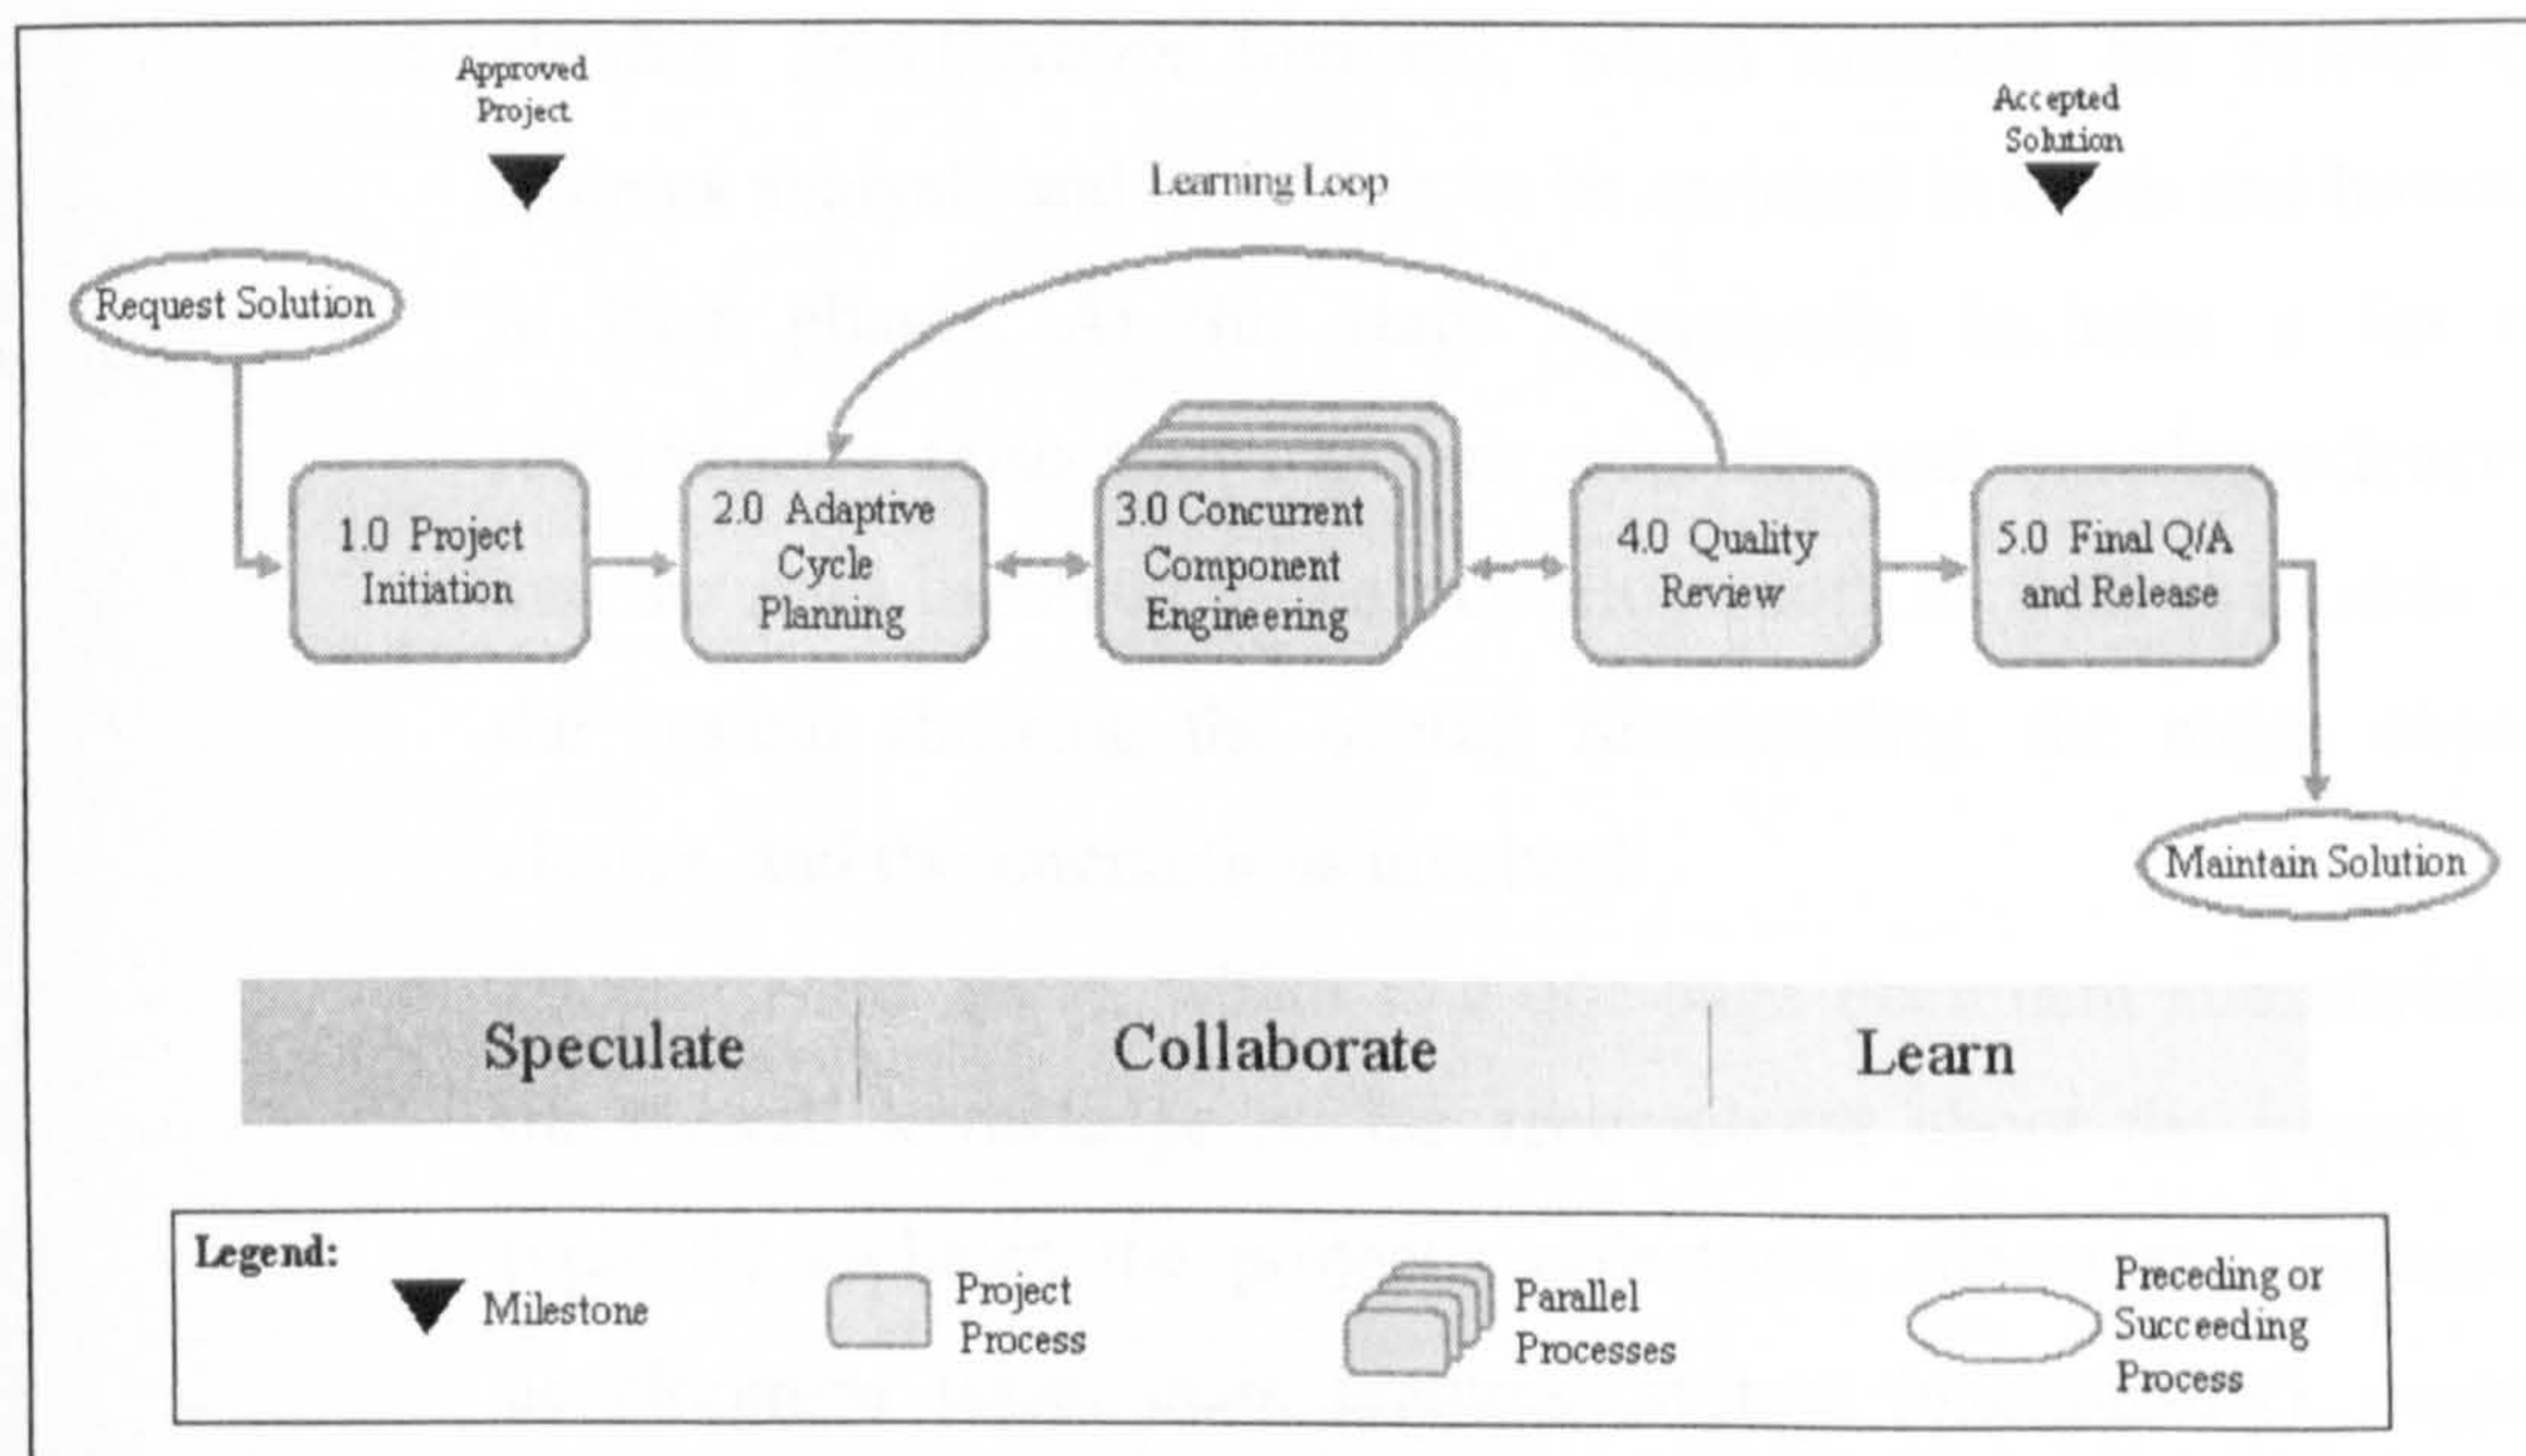 Approved
Project
Accepted
Solution
Learning Loop
Request Solution
1.0 Project
Initiation
2.0 Adaptive
Cycle
Planning
3.0 Concurrent
Component
Engineering
4.0 Quality
Review
5.0 Final Q/A
and Release
Maintain Solution
Speculate
Collaborate
Learn
Legend:
Milestone
Project
Process
Parallel
Processes
Preceding or
Succeeding
Process